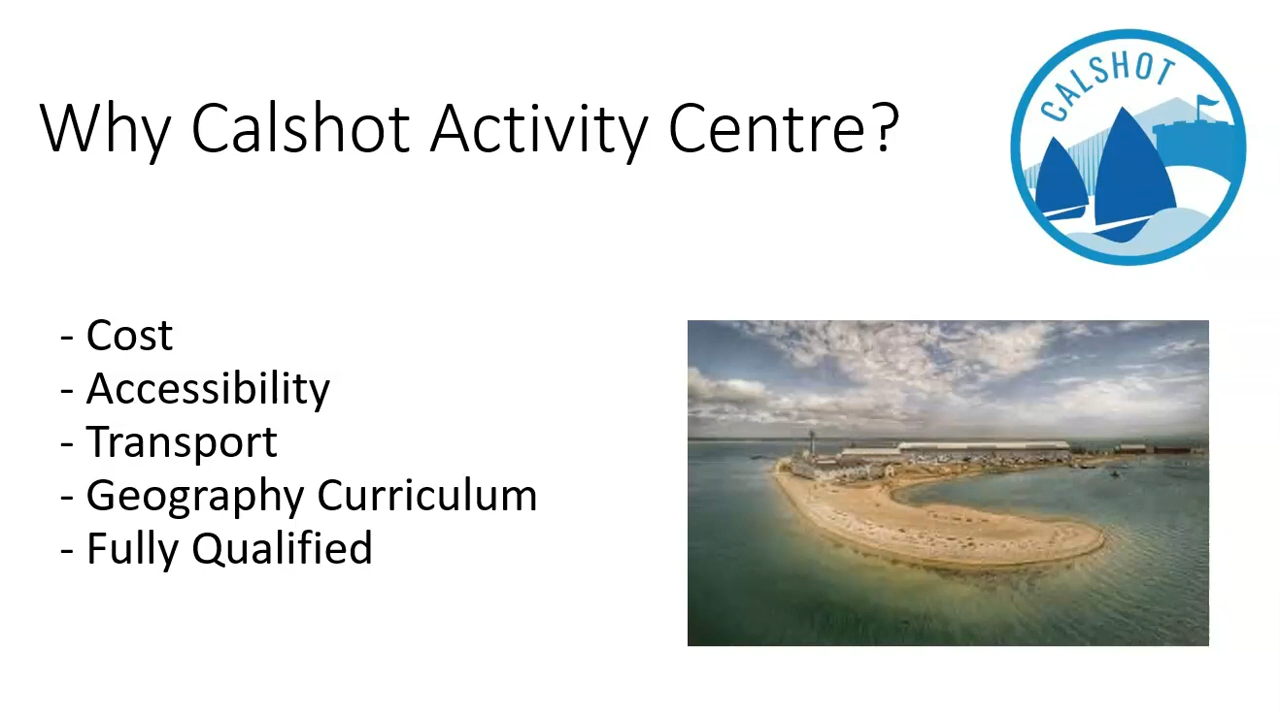 Why Calshot Activity Centre?
CALSHOT
- Cost
- Accessibility
- Transport
- Geography Curriculum
- Fully Qualified